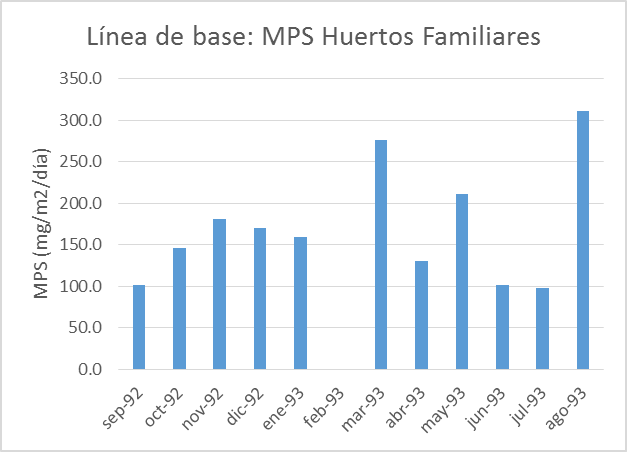 Línea de base: MPS Huertos Familiares
MPS (mg/m2/día)
350.0
300.0
250.0
200.0
150.0
100.0
50.0
0.0
sep-92
oct-92
nov-92
dic-92
ene-93
feb-93
mar-93
abr-93
may-93
jun-93
jul-93
ago-93